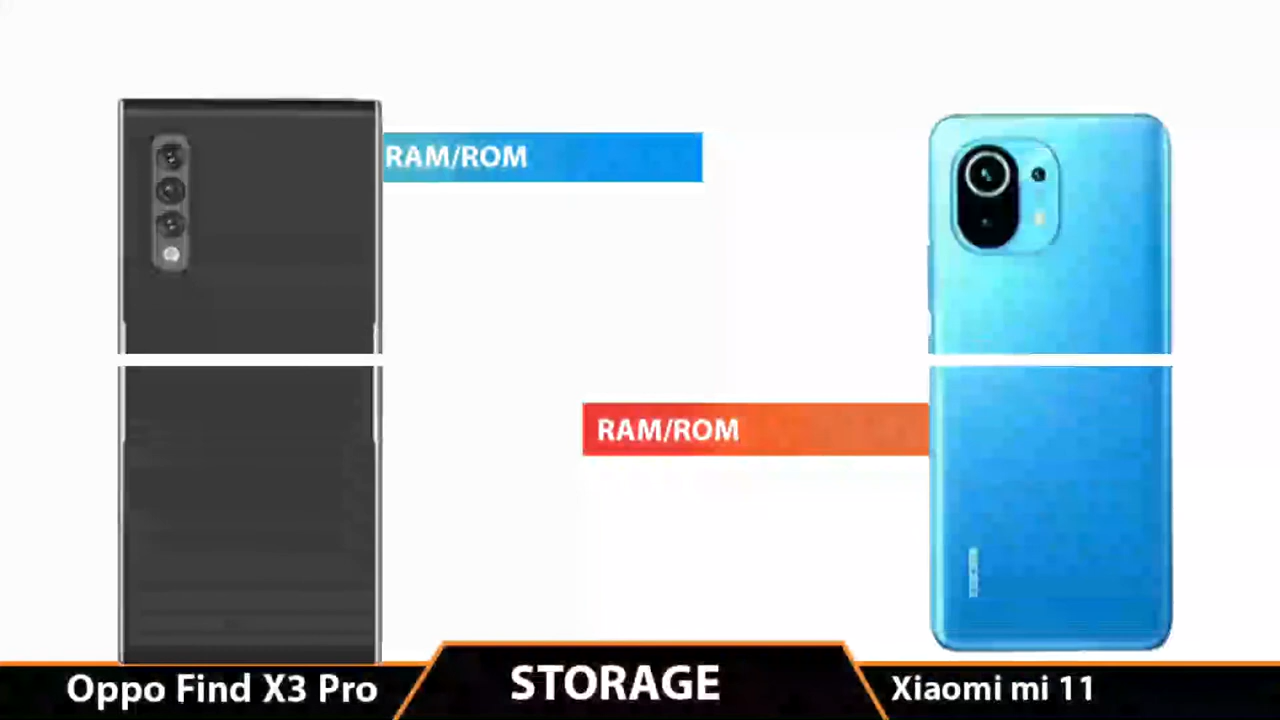 RAM/ROM
RAM/ROM
Oppo Find X3 Pro
STORAGE
Xiaomi mi 11